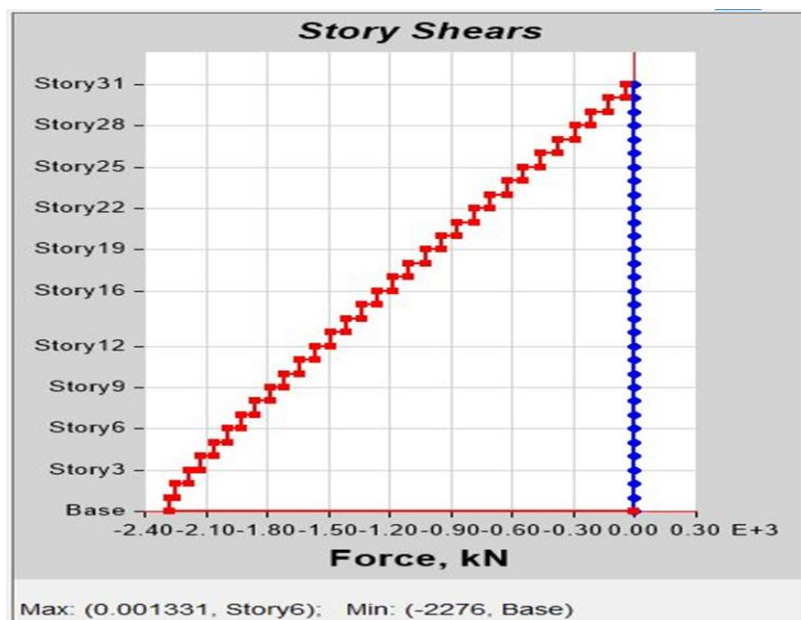 Story Shears
Story31
Story28
Story25
Story22
Story19
Story16
Story12
Story9
Story6
Story3
Base
-2.40 -2.10 -1.80 -1.50 -1.20 -0.90 -0.60 -0.30 0.00 0.30 E+3
Force, kN
Max: (0.001331, Story6); Min: (-2276, Base)